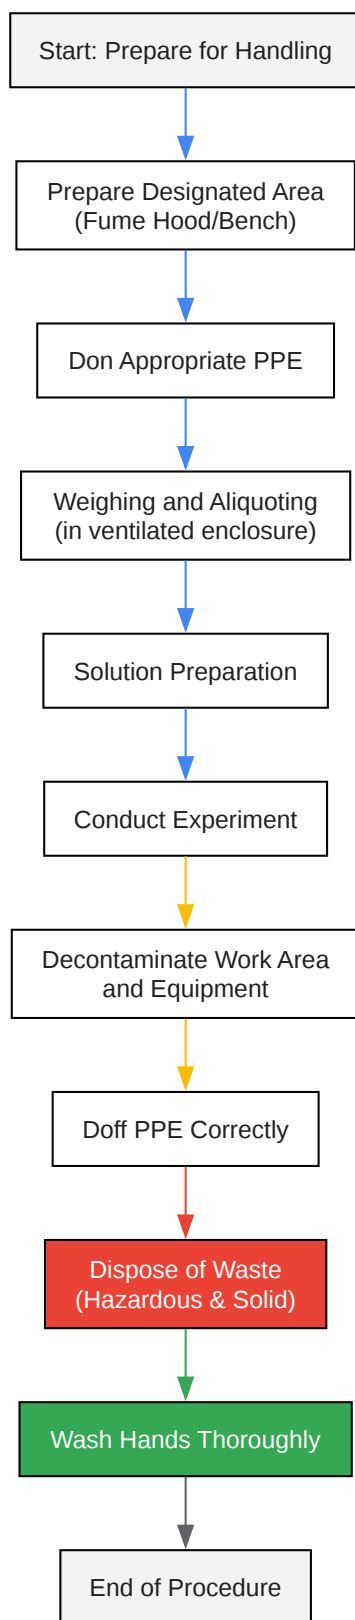 Start: Prepare for Handling
Prepare Designated Area
(Fume Hood/Bench)
Don Appropriate PPE
Weighing and Aliquoting
(in ventilated enclosure)
Solution Preparation
Conduct Experiment
Decontaminate Work Area
and Equipment
Doff PPE Correctly
Dispose of Waste
(Hazardous & Solid)
Wash Hands Thoroughly
End of Procedure